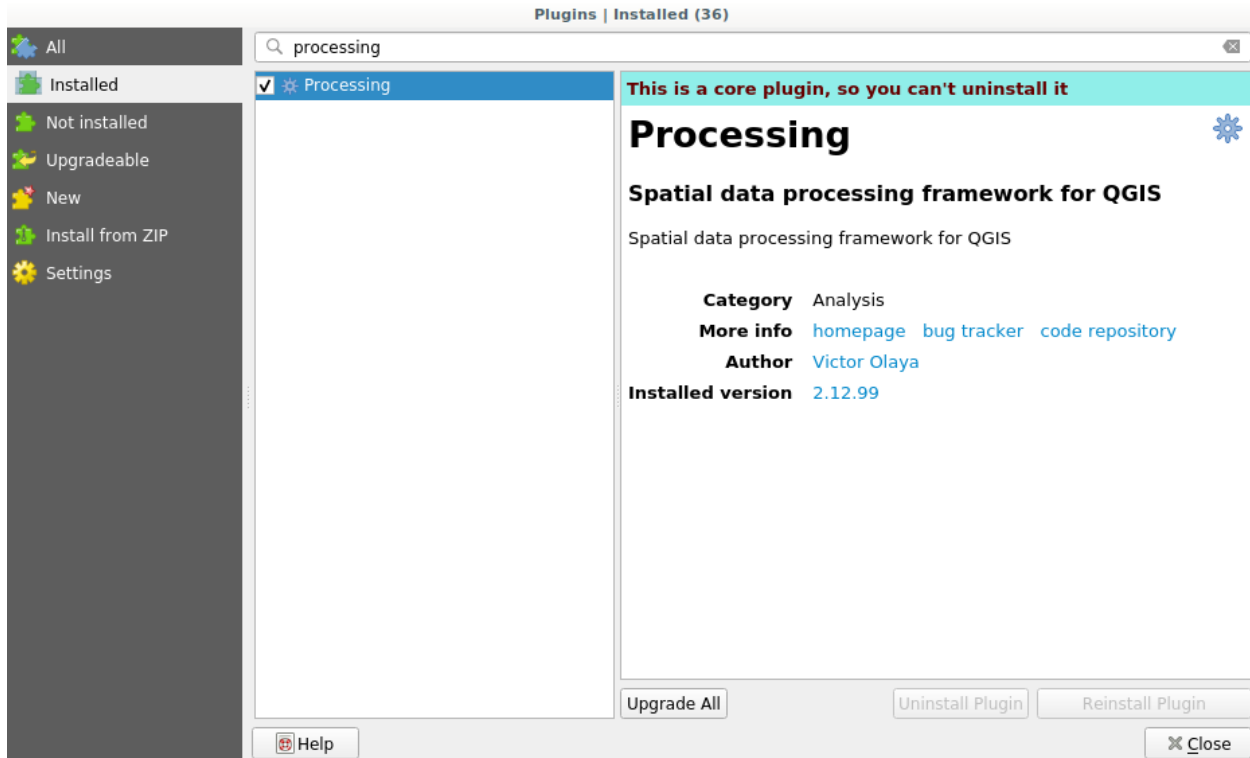 Plugins | Installed (36)
All
Installed
Not installed
Upgradeable
New
Install from ZIP
Settings
processing
Processing
This is a core plugin, so you can't uninstall it
Processing
Spatial data processing framework for QGIS
Spatial data processing framework for QGIS
Category Analysis
More info homepage bug tracker code repository
Author Victor Olaya
Installed version 2.12.99
Upgrade All Uninstall Plugin Reinstall Plugin
Help Close